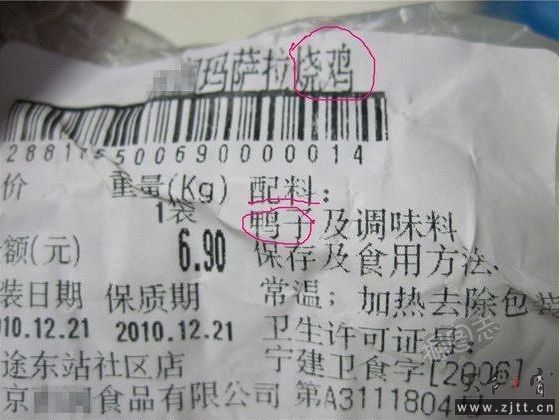 玛萨拉烧鸡
2881755006900000014
价 重量(Kg) 配料:
1袋 鸭子及调味料
额(元) 6.90 保存及食用方法:
装日期 保质期 常温;加热去除包装
010.12.21 2010.12.21 卫生许可证号:
途东站社区店 宁建卫食字[2006]
京 食品有限公司 第A3111804
www.zjtt.cn